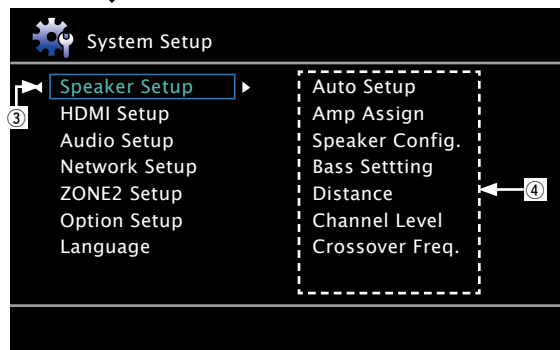 System Setup
③
Speaker Setup
HDMI Setup
Audio Setup
Network Setup
ZONE2 Setup
Option Setup
Language
Auto Setup
Amp Assign
Speaker Config.
Bass Settting
Distance
Channel Level
Crossover Freq.
④